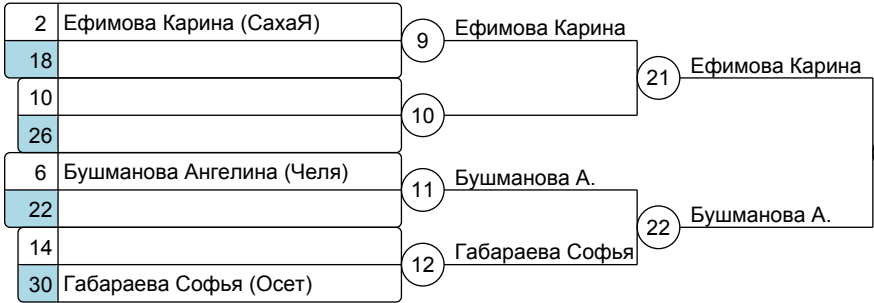 2 Ефимова Карина (СахаЯ)
18
10
26
6 Бушманова Ангелина (Челя)
22
14
30 Габараева Софья (Осет)
9 Ефимова Карина
10
11 Бушманова А.
12 Габараева Софья
21 Ефимова Карина
22 Бушманова А.